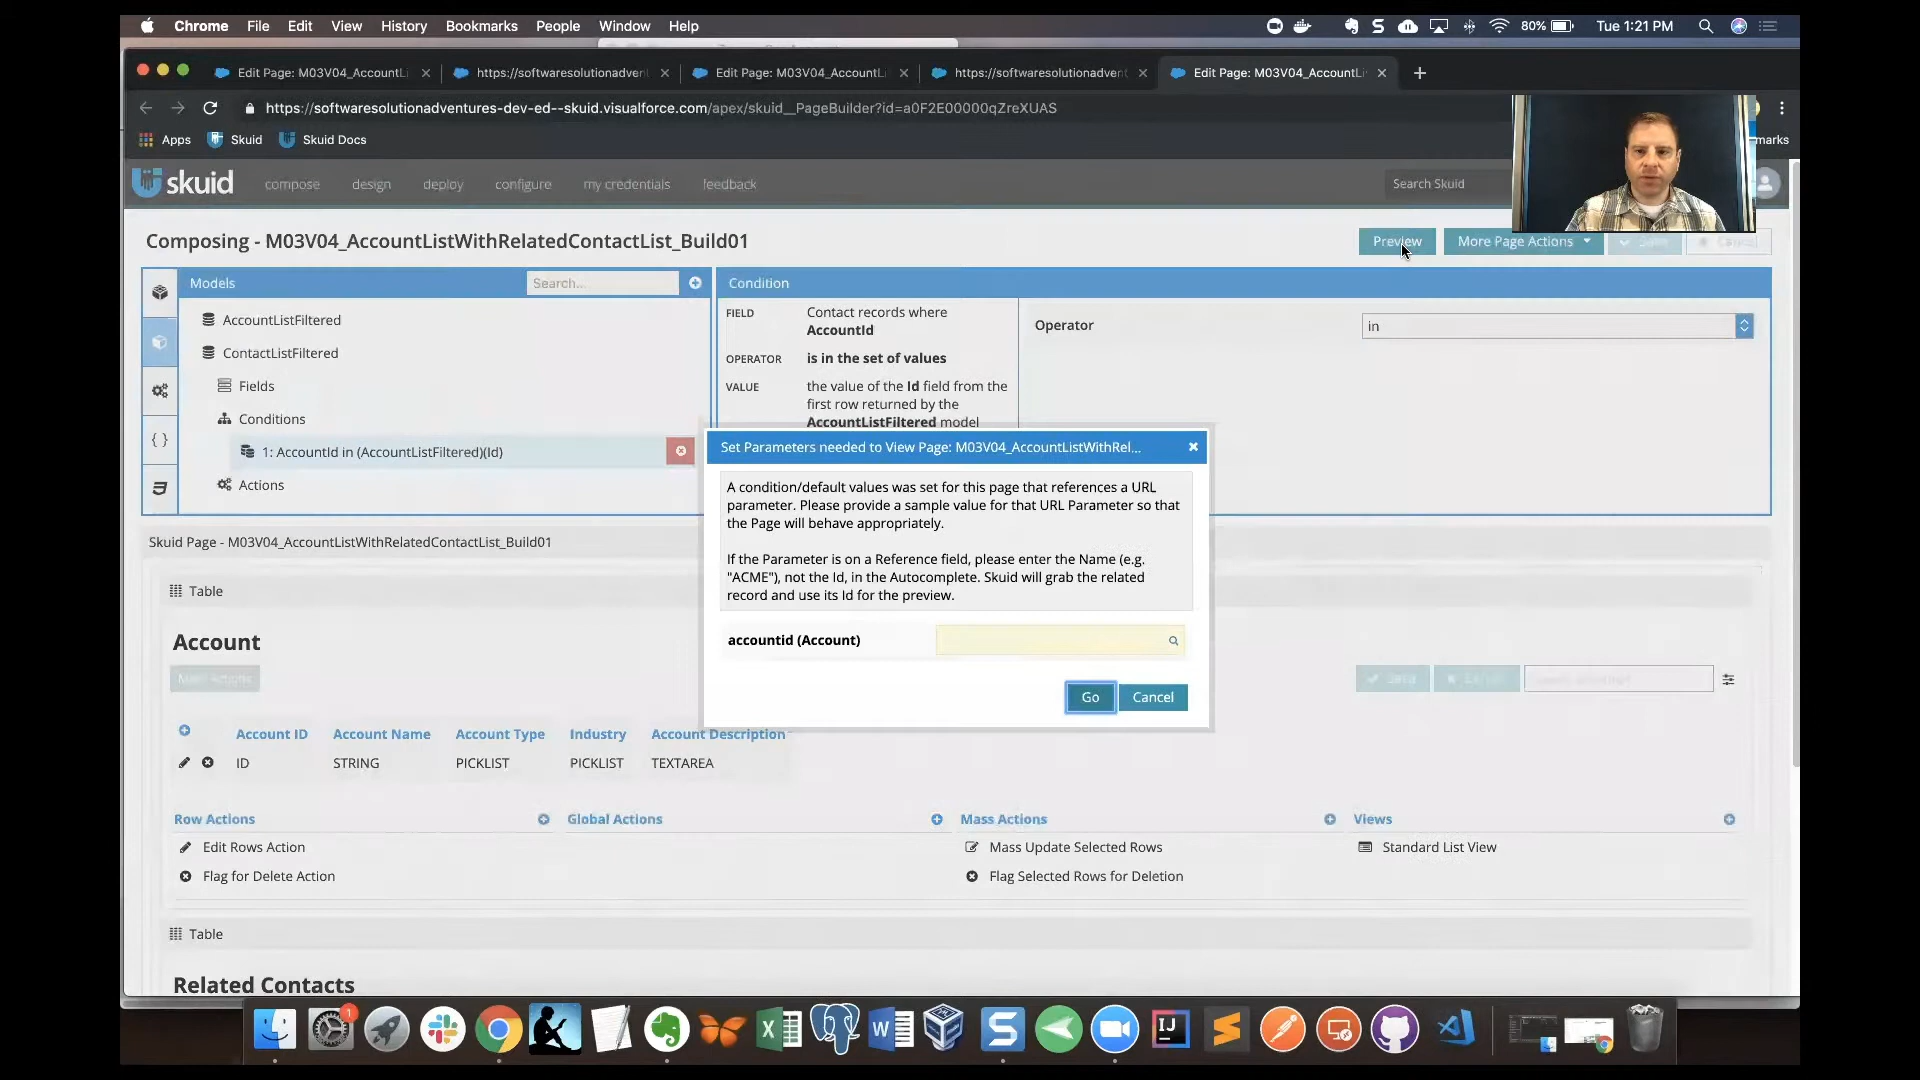 Chrome File Edit View History Bookmarks People Window Help
80% Tue 1:21 PM
Edit Page: M03V04_AccountLi
https://softwaresolutionadven
Edit Page: M03V04_AccountLi
https://softwaresolutionadven
Edit Page: M03V04_AccountLi
https://softwaresolutionadventures-dev-ed--skuid.visualforce.com/apex/skuid__PageBuilder?id=a0F2E00000qZreXUAS
Apps Skuid Skuid Docs
marks
skuid compose design deploy configure my credentials feedback
Search Skuid
Composing - M03V04_AccountListWithRelatedContactList_Build01
Preview More Page Actions Save Cancel
Models Search...
Condition
AccountListFiltered
ContactListFiltered
Fields
Conditions
1: AccountId in (AccountListFiltered)(Id)
Actions
FIELD Contact records where
AccountId
OPERATOR is in the set of values
VALUE the value of the Id field from the
first row returned by the
AccountListFiltered model
Operator in
Set Parameters needed to View Page: M03V04_AccountListWithRel...
A condition/default values was set for this page that references a URL
parameter. Please provide a sample value for that URL Parameter so that
the Page will behave appropriately.
If the Parameter is on a Reference field, please enter the Name (e.g.
"ACME"), not the Id, in the Autocomplete. Skuid will grab the related
record and use its Id for the preview.
accountid (Account)
Go Cancel
Skuid Page - M03V04_AccountListWithRelatedContactList_Build01
Table
Account
Save Cancel
Account ID Account Name Account Type Industry Account Description
ID STRING PICKLIST PICKLIST TEXTAREA
Row Actions Global Actions Mass Actions Views
Edit Rows Action Mass Update Selected Rows Standard List View
Flag for Delete Action Flag Selected Rows for Deletion
Table
Related Contacts
1